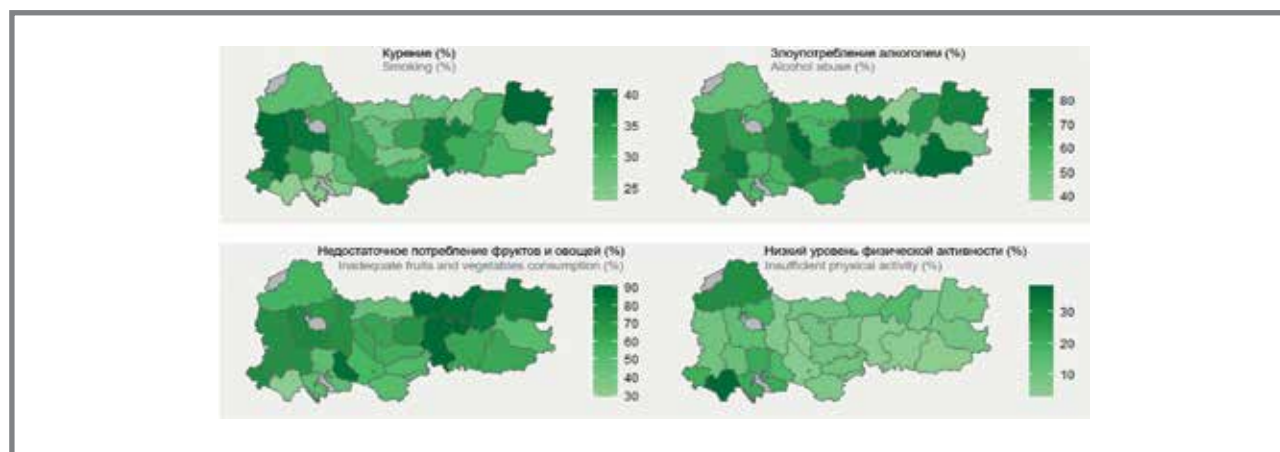 Курение (%)
Smoking (%)
40
35
30
25
Злоупотребление алкоголем (%)
Alcohol abuse (%)
80
70
60
50
40
Недостаточное потребление фруктов и овощей (%)
Inadequate fruits and vegetables consumption (%)
90
80
70
60
50
40
30
Низкий уровень физической активности (%)
Insufficient physical activity (%)
30
20
10